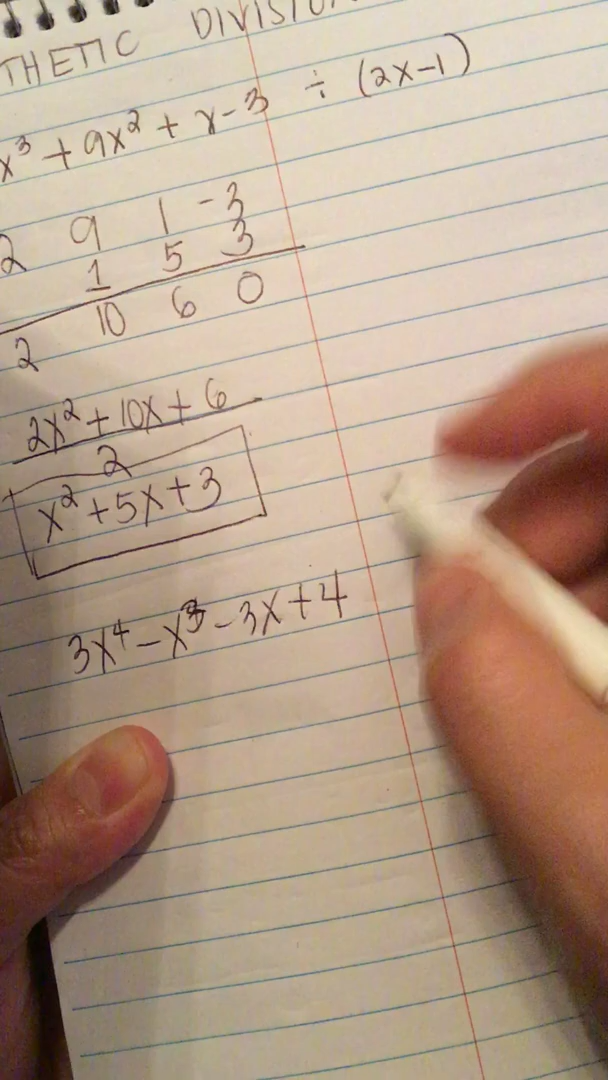 THETIC DIVISIO
x³ + 9x² + x - 3 ÷ (2x-1)
2 9 1 -3
1 5 3
2 10 6 0
2x² + 10x + 6
2
x² + 5x + 3
3x⁴ - x³ - 3x + 4